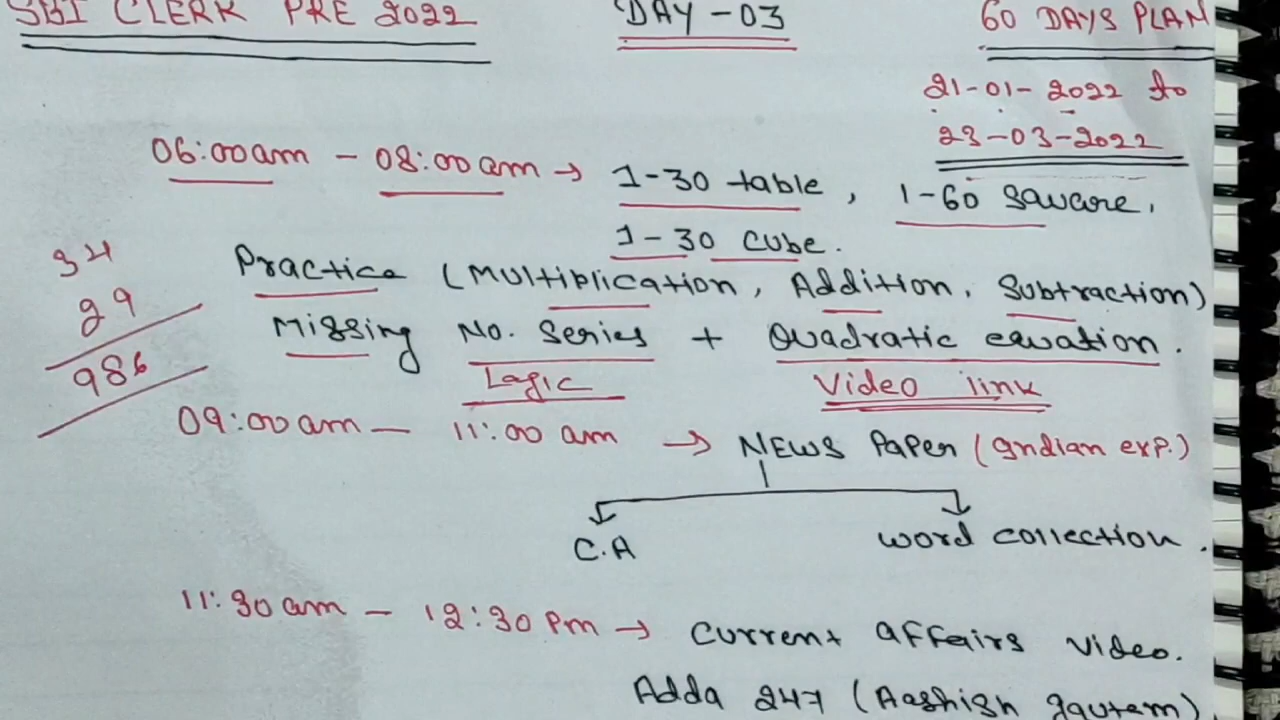 SBI CLERK PRE 2022 DAY-03 60 DAYS PLAN
21-01-2022 to
23-03-2022
06:00am - 08:00am → 1-30 table, 1-60 Square,
1-30 cube.
34
29
986
Practice (Multiplication, Addition, Subtraction)
Missing No. Series + Quadratic equation.
Logic Video link
09:00am - 11:00 am → NEWS Paper (Indian exp.)
C.A word collection.
11:30am - 12:30 Pm → Current affairs video.
Adda 247 (Aashish gautam)